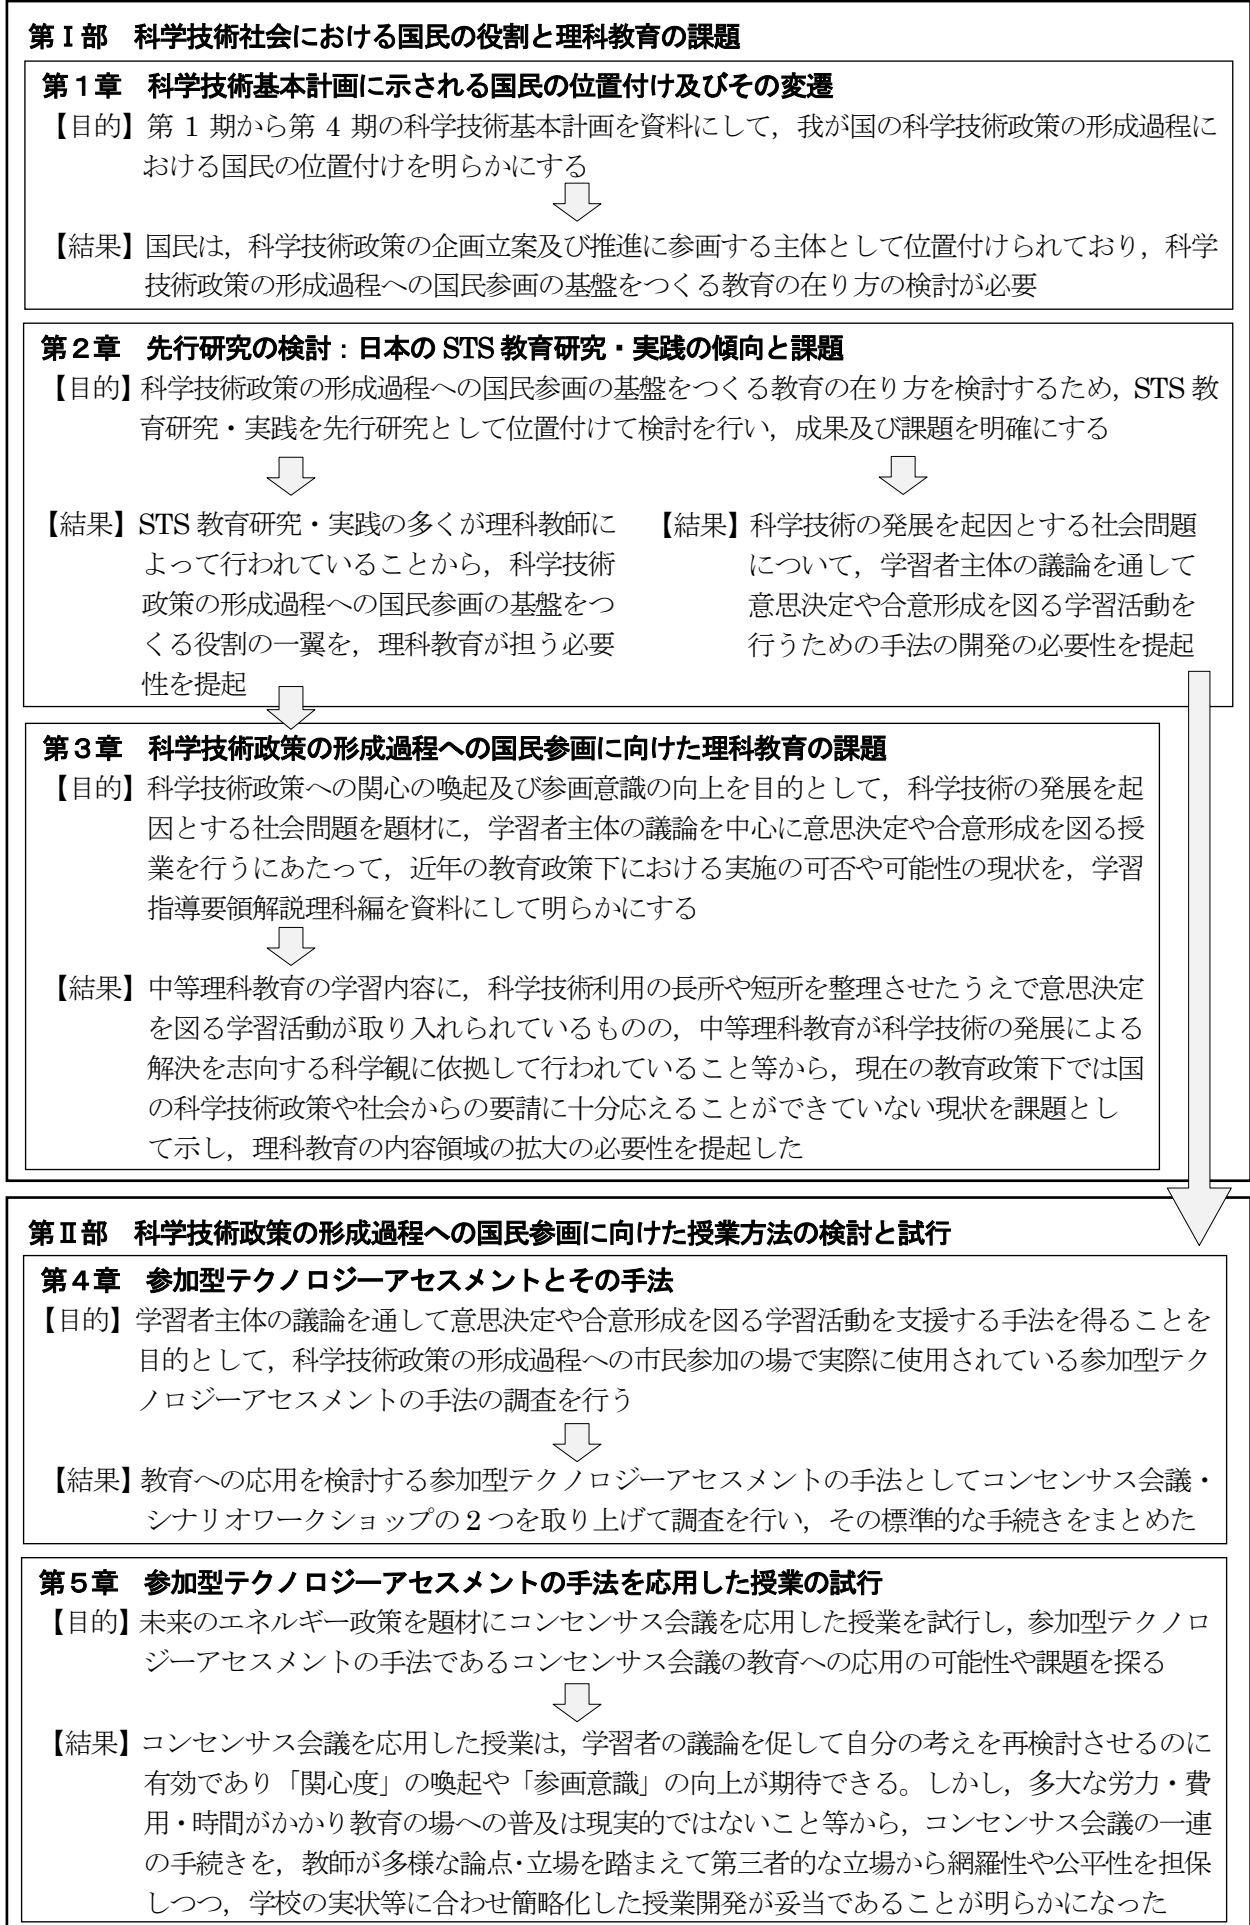 第Ⅰ部　科学技術社会における国民の役割と理科教育の課題
第１章　科学技術基本計画に示される国民の位置付け及びその変遷
【目的】第 1 期から第 4 期の科学技術基本計画を資料にして，我が国の科学技術政策の形成過程に
おける国民の位置付けを明らかにする
【結果】国民は，科学技術政策の企画立案及び推進に参画する主体として位置付けられており，科学
技術政策の形成過程への国民参画の基盤をつくる教育の在り方の検討が必要
第２章　先行研究の検討：日本の STS 教育研究・実践の傾向と課題
【目的】科学技術政策の形成過程への国民参画の基盤をつくる教育の在り方を検討するため，STS 教
育研究・実践を先行研究として位置付けて検討を行い，成果及び課題を明確にする
【結果】STS 教育研究・実践の多くが理科教師に
よって行われていることから，科学技術
政策の形成過程への国民参画の基盤をつ
くる役割の一翼を，理科教育が担う必要
性を提起
【結果】科学技術の発展を起因とする社会問題
について，学習者主体の議論を通して
意思決定や合意形成を図る学習活動を
行うための手法の開発の必要性を提起
第３章　科学技術政策の形成過程への国民参画に向けた理科教育の課題
【目的】科学技術政策への関心の喚起及び参画意識の向上を目的として，科学技術の発展を起
因とする社会問題を題材に，学習者主体の議論を中心に意思決定や合意形成を図る授
業を行うにあたって，近年の教育政策下における実施の可否や可能性の現状を，学習
指導要領解説理科編を資料にして明らかにする
【結果】中等理科教育の学習内容に，科学技術利用の長所や短所を整理させたうえで意思決定
を図る学習活動が取り入れられているものの，中等理科教育が科学技術の発展による
解決を志向する科学観に依拠して行われていること等から，現在の教育政策下では国
の科学技術政策や社会からの要請に十分応えることができていない現状を課題とし
て示し，理科教育の内容領域の拡大の必要性を提起した
第Ⅱ部　科学技術政策の形成過程への国民参画に向けた授業方法の検討と試行
第４章　参加型テクノロジーアセスメントとその手法
【目的】学習者主体の議論を通して意思決定や合意形成を図る学習活動を支援する手法を得ることを
目的として，科学技術政策の形成過程への市民参加の場で実際に使用されている参加型テク
ノロジーアセスメントの手法の調査を行う
【結果】教育への応用を検討する参加型テクノロジーアセスメントの手法としてコンセンサス会議・
シナリオワークショップの 2 つを取り上げて調査を行い，その標準的な手続きをまとめた
第５章　参加型テクノロジーアセスメントの手法を応用した授業の試行
【目的】未来のエネルギー政策を題材にコンセンサス会議を応用した授業を試行し，参加型テクノロ
ジーアセスメントの手法であるコンセンサス会議の教育への応用の可能性や課題を探る
【結果】コンセンサス会議を応用した授業は，学習者の議論を促して自分の考えを再検討させるのに
有効であり「関心度」の喚起や「参画意識」の向上が期待できる。しかし，多大な労力・費
用・時間がかかり教育の場への普及は現実的ではないこと等から，コンセンサス会議の一連
の手続きを，教師が多様な論点・立場を踏まえて第三者的な立場から網羅性や公平性を担保
しつつ，学校の実状等に合わせ簡略化した授業開発が妥当であることが明らかになった